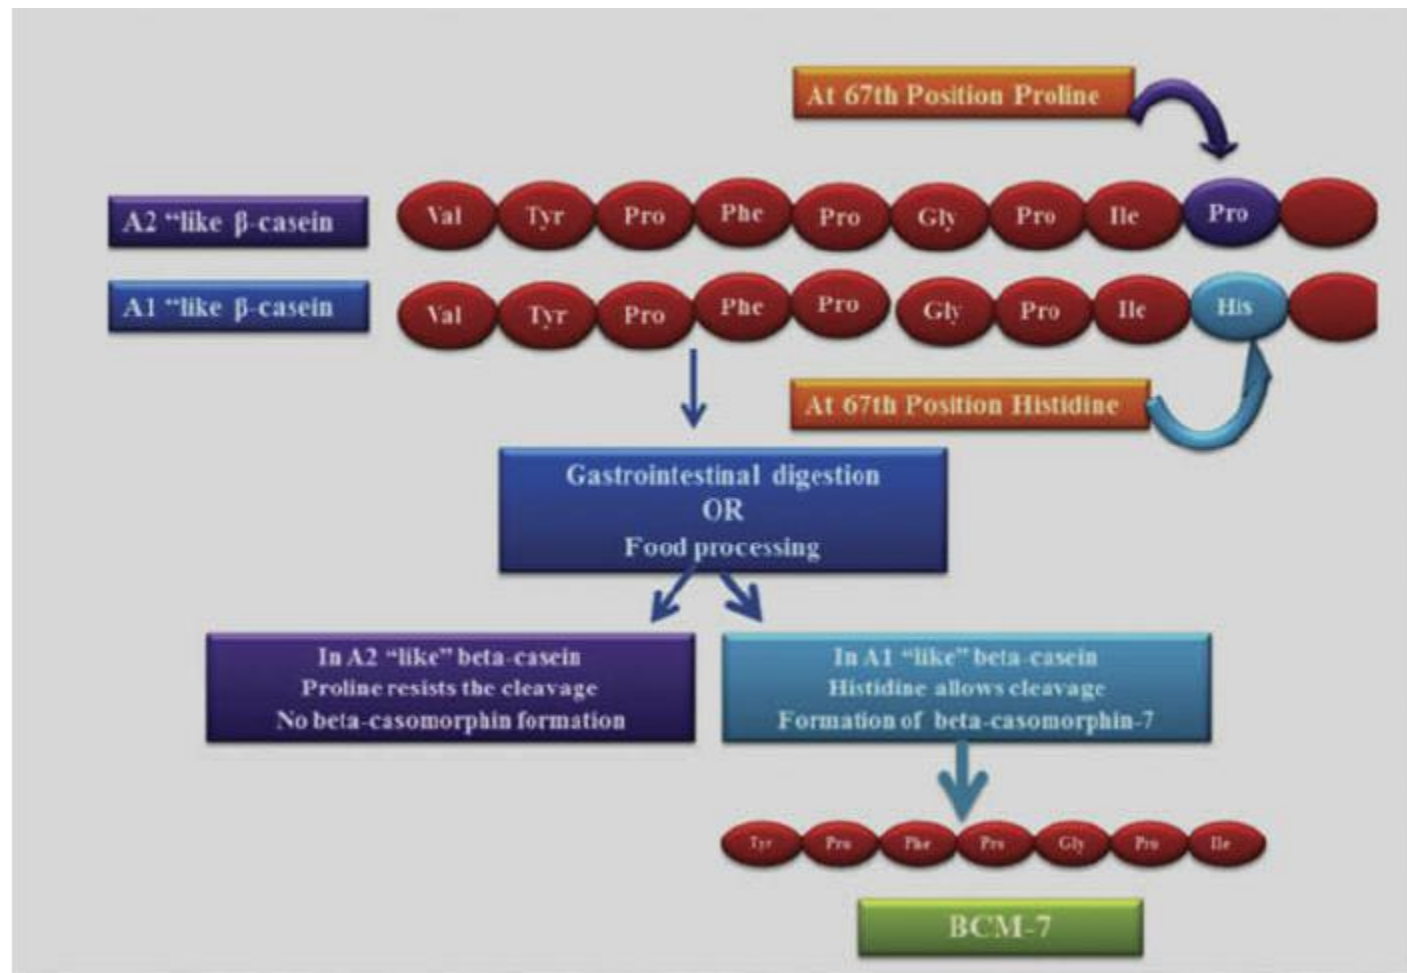 At 67th Position Proline
A2 “like β-casein
Val Tyr Pro Phe Pro Gly Pro Ile Pro
A1 “like β-casein
Val Tyr Pro Phe Pro Gly Pro Ile His
At 67th Position Histidine
Gastrointestinal digestion
OR
Food processing
In A2 “like” beta-casein
Proline resists the cleavage
No beta-casomorphin formation
In A1 “like” beta-casein
Histidine allows cleavage
Formation of beta-casomorphin-7
Tyr Pro Phe Pro Gly Pro Ile
BCM-7